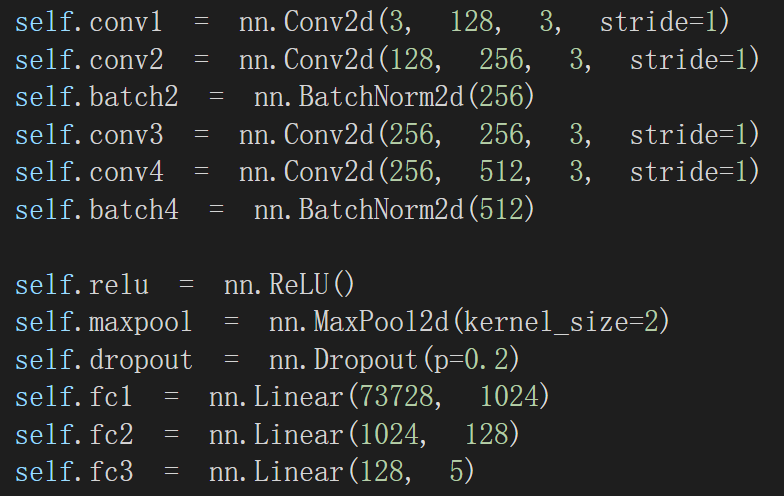 self.conv1 = nn.Conv2d(3, 128, 3, stride=1)
self.conv2 = nn.Conv2d(128, 256, 3, stride=1)
self.batch2 = nn.BatchNorm2d(256)
self.conv3 = nn.Conv2d(256, 256, 3, stride=1)
self.conv4 = nn.Conv2d(256, 512, 3, stride=1)
self.batch4 = nn.BatchNorm2d(512)
self.relu = nn.ReLU()
self.maxpool = nn.MaxPool2d(kernel_size=2)
self.dropout = nn.Dropout(p=0.2)
self.fc1 = nn.Linear(73728, 1024)
self.fc2 = nn.Linear(1024, 128)
self.fc3 = nn.Linear(128, 5)